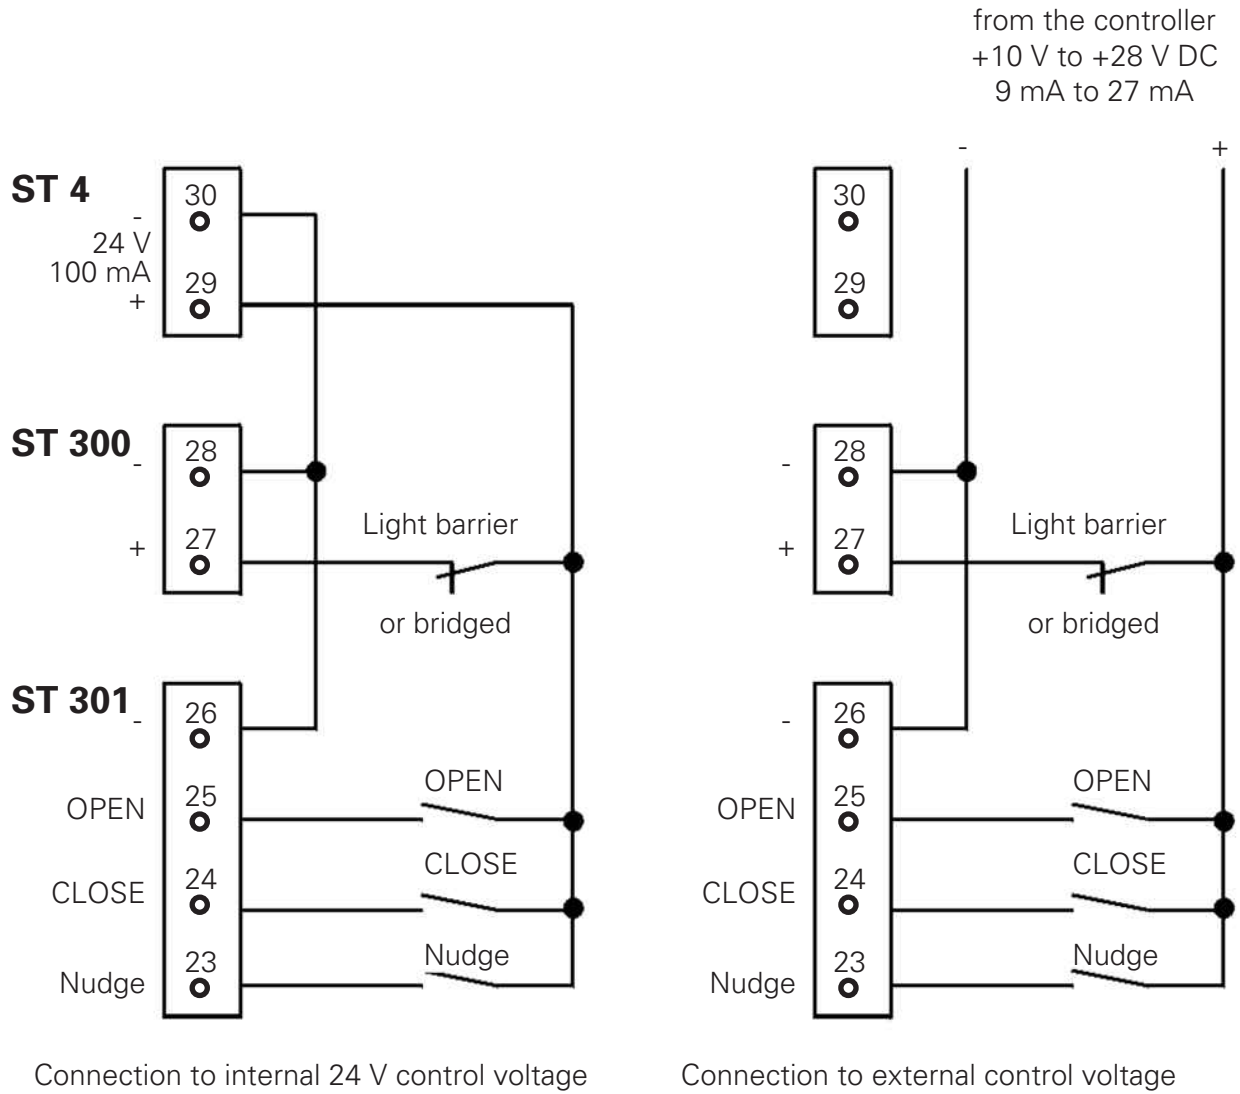 from the controller
+10 V to +28 V DC
9 mA to 27 mA
- +
ST 4
-
24 V
100 mA
+
30
29
30
29
ST 300
-
+
28
27
Light barrier
or bridged
-
+
28
27
Light barrier
or bridged
ST 301
-
OPEN
CLOSE
Nudge
26
25
24
23
OPEN
CLOSE
Nudge
-
OPEN
CLOSE
Nudge
26
25
24
23
OPEN
CLOSE
Nudge
Connection to internal 24 V control voltage
Connection to external control voltage